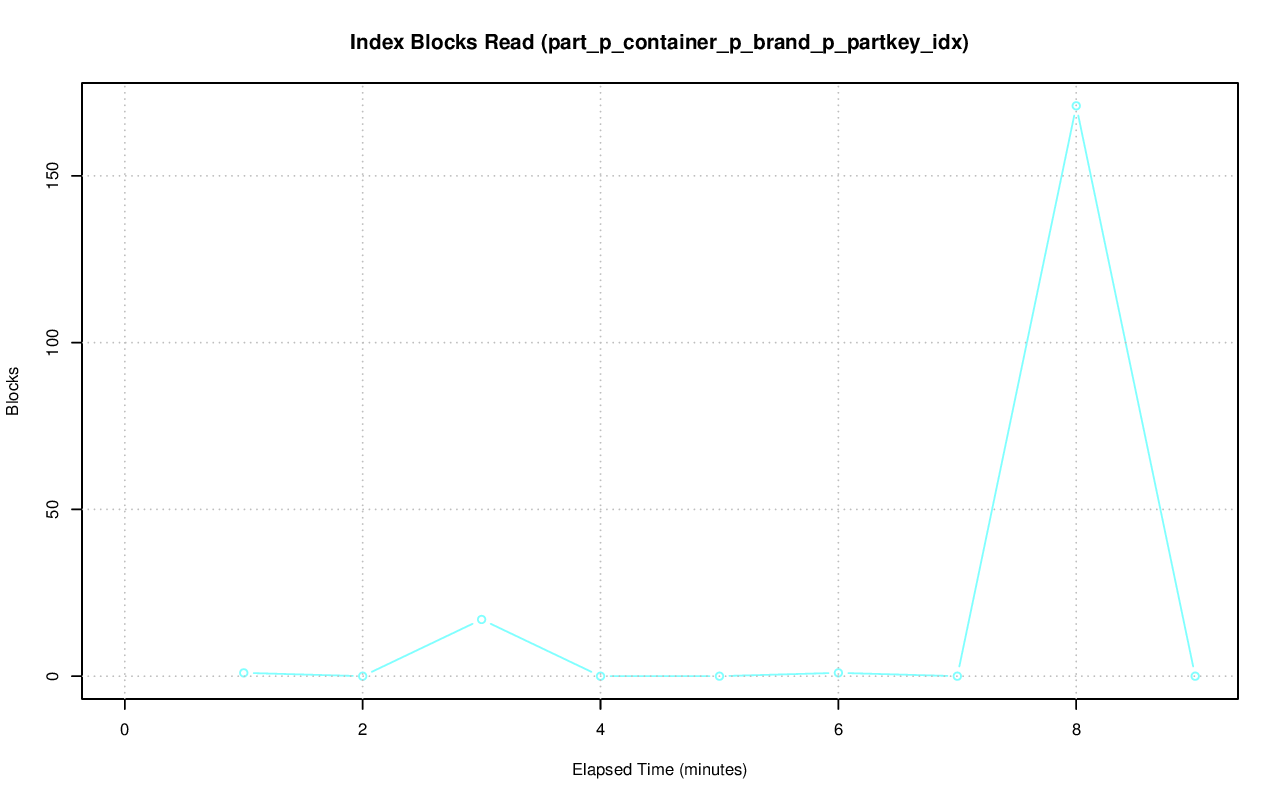 Index Blocks Read (part_p_container_p_brand_p_partkey_idx)
150
100
50
0
Blocks
0 2 4 6 8
Elapsed Time (minutes)